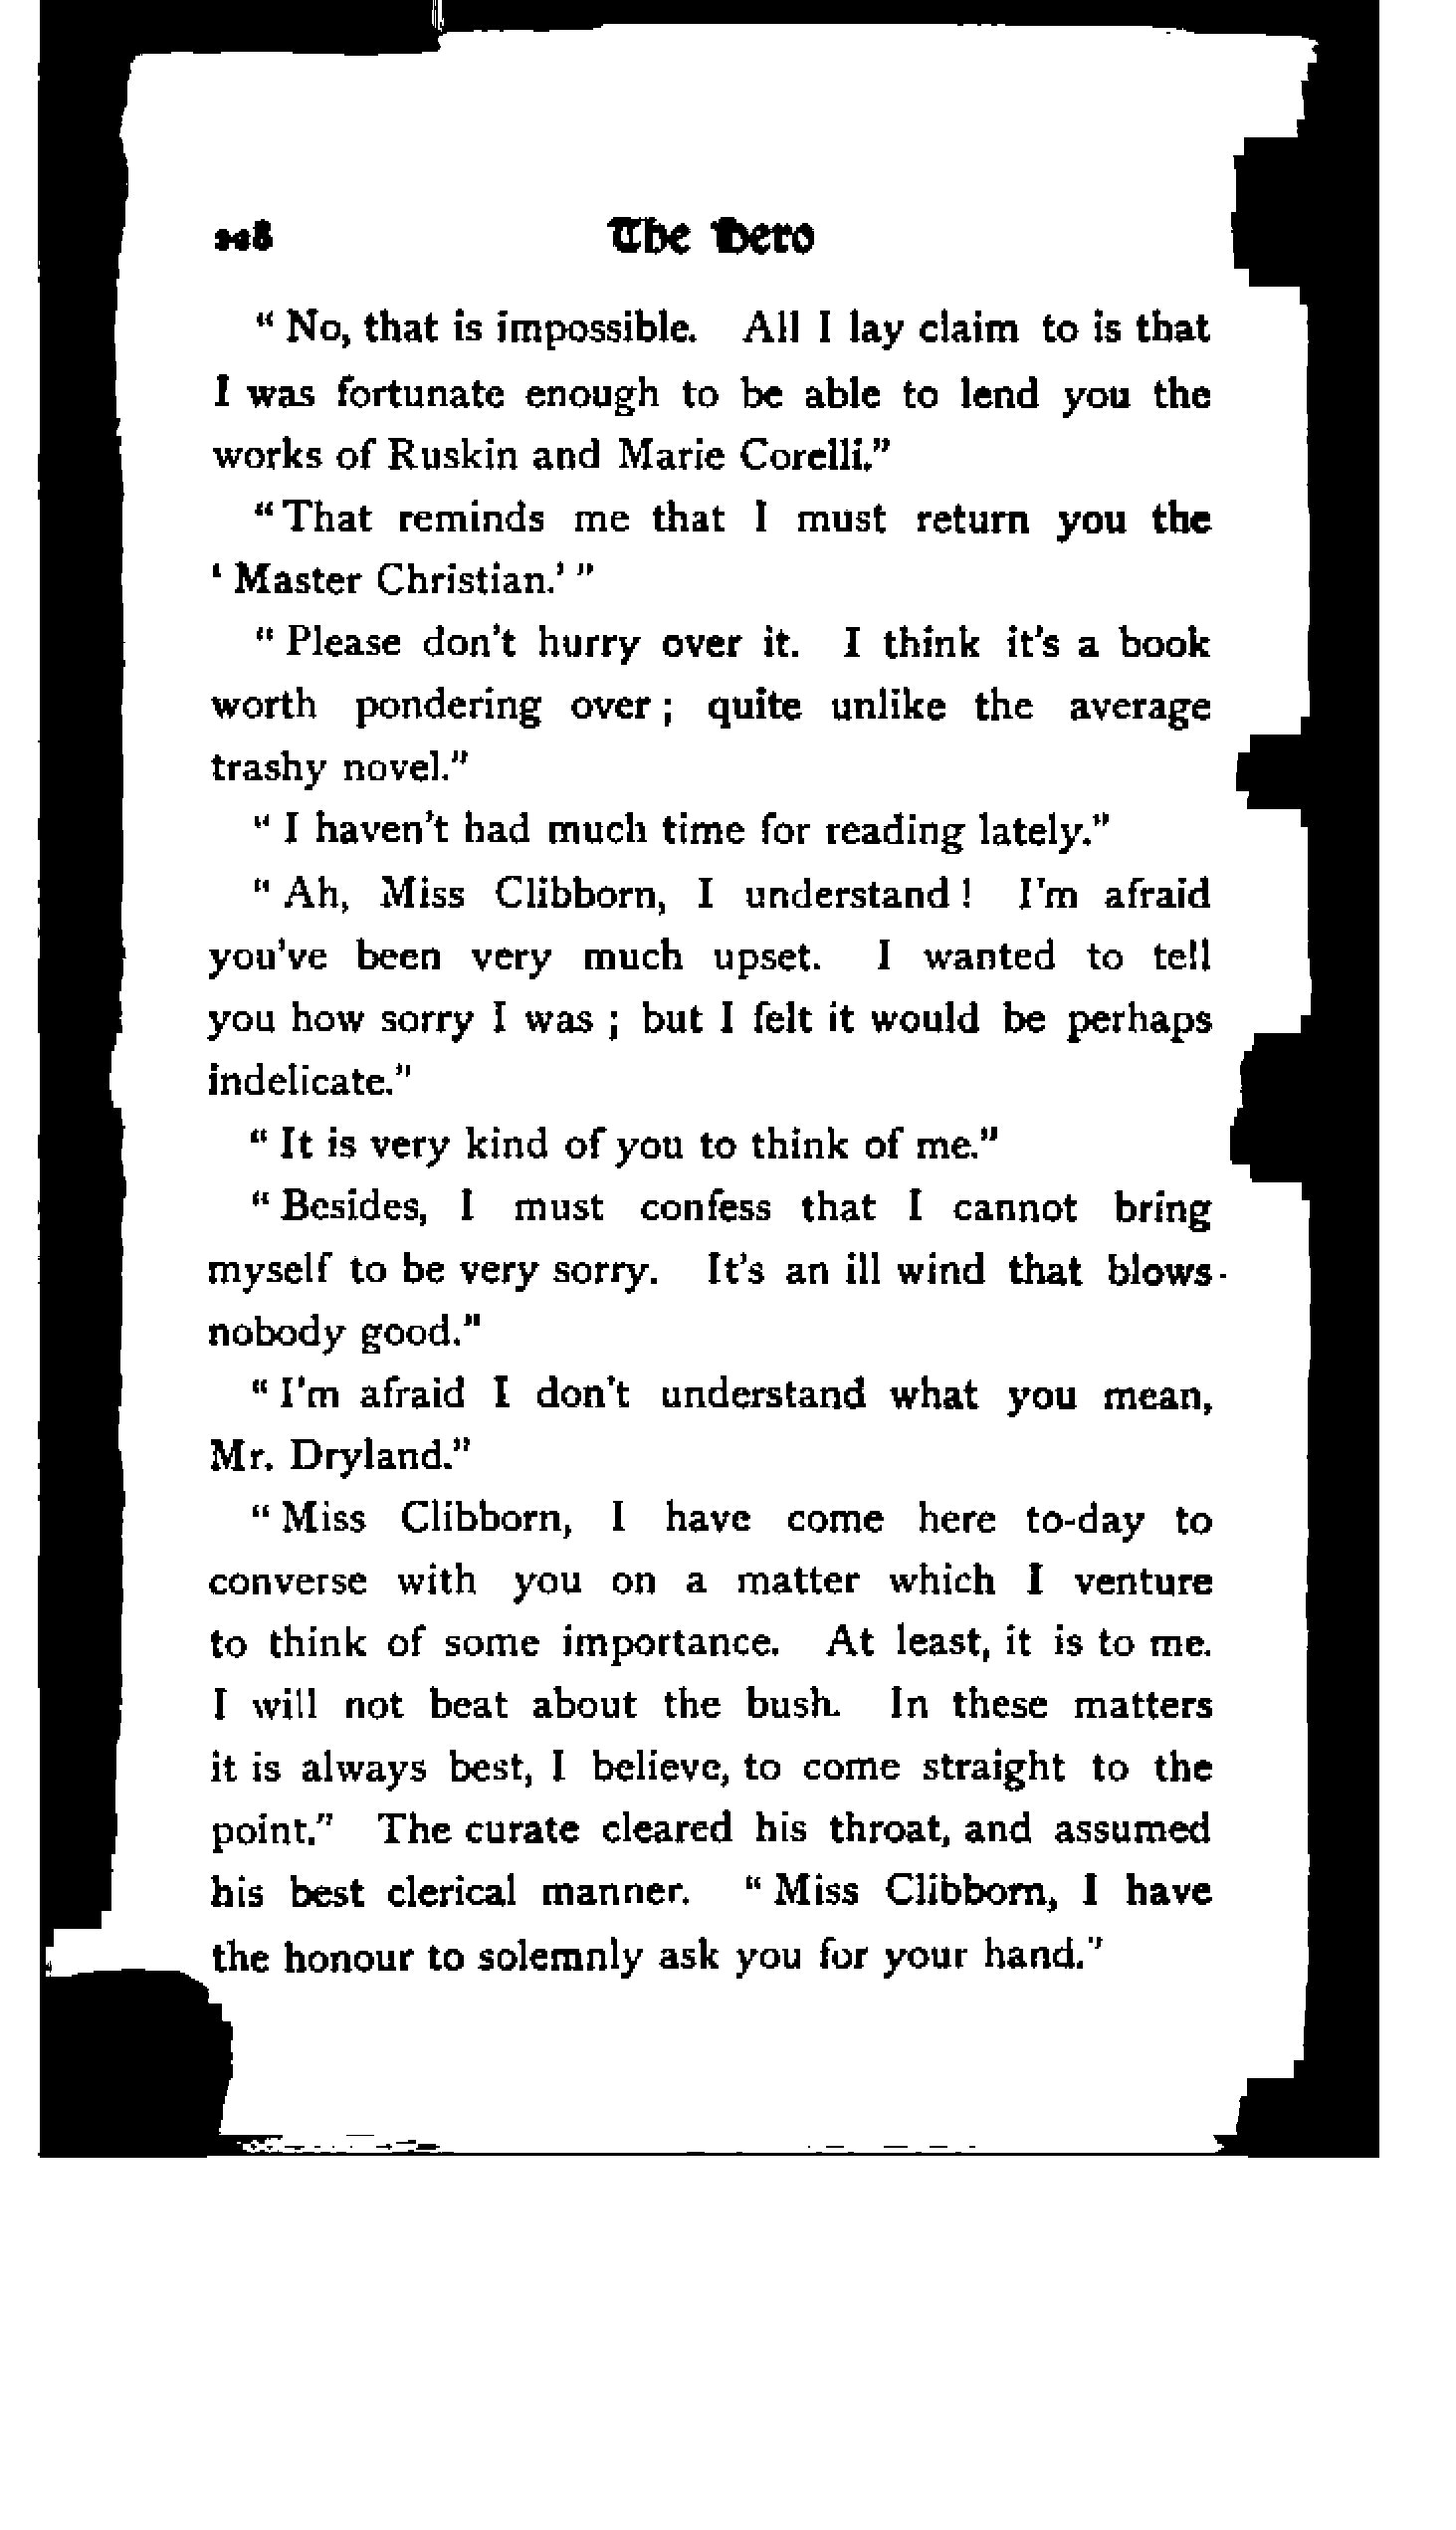 The Hero
“ No, that is impossible. All I lay claim to is that
I was fortunate enough to be able to lend you the
works of Ruskin and Marie Corelli.”
“ That reminds me that I must return you the
‘ Master Christian.’ ”
“ Please don’t hurry over it. I think it’s a book
worth pondering over ; quite unlike the average
trashy novel.”
“ I haven’t had much time for reading lately.”
“ Ah, Miss Clibborn, I understand ! I’m afraid
you’ve been very much upset. I wanted to tell
you how sorry I was ; but I felt it would be perhaps
indelicate.”
“ It is very kind of you to think of me.”
“ Besides, I must confess that I cannot bring
myself to be very sorry. It’s an ill wind that blows
nobody good.”
“ I’m afraid I don’t understand what you mean,
Mr. Dryland.”
“ Miss Clibborn, I have come here to-day to
converse with you on a matter which I venture
to think of some importance. At least, it is to me.
I will not beat about the bush. In these matters
it is always best, I believe, to come straight to the
point.” The curate cleared his throat, and assumed
his best clerical manner. “ Miss Clibborn, I have
the honour to solemnly ask you for your hand.”